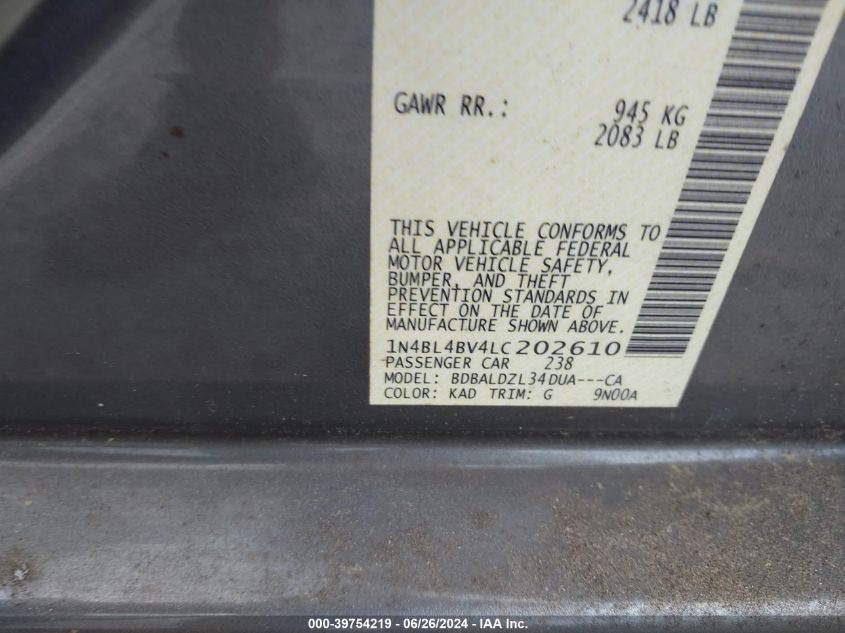 2418 LB
GAWR RR.: 945 KG
2083 LB
THIS VEHICLE CONFORMS TO
ALL APPLICABLE FEDERAL
MOTOR VEHICLE SAFETY,
BUMPER, AND THEFT
PREVENTION STANDARDS IN
EFFECT ON THE DATE OF
MANUFACTURE SHOWN ABOVE.
1N4BL4BV4LC202610
PASSENGER CAR 238
MODEL: BDBALDZL34DUA---CA
COLOR: KAD TRIM: G 9N00A
000-39754219 - 06/26/2024 - IAA, Inc.